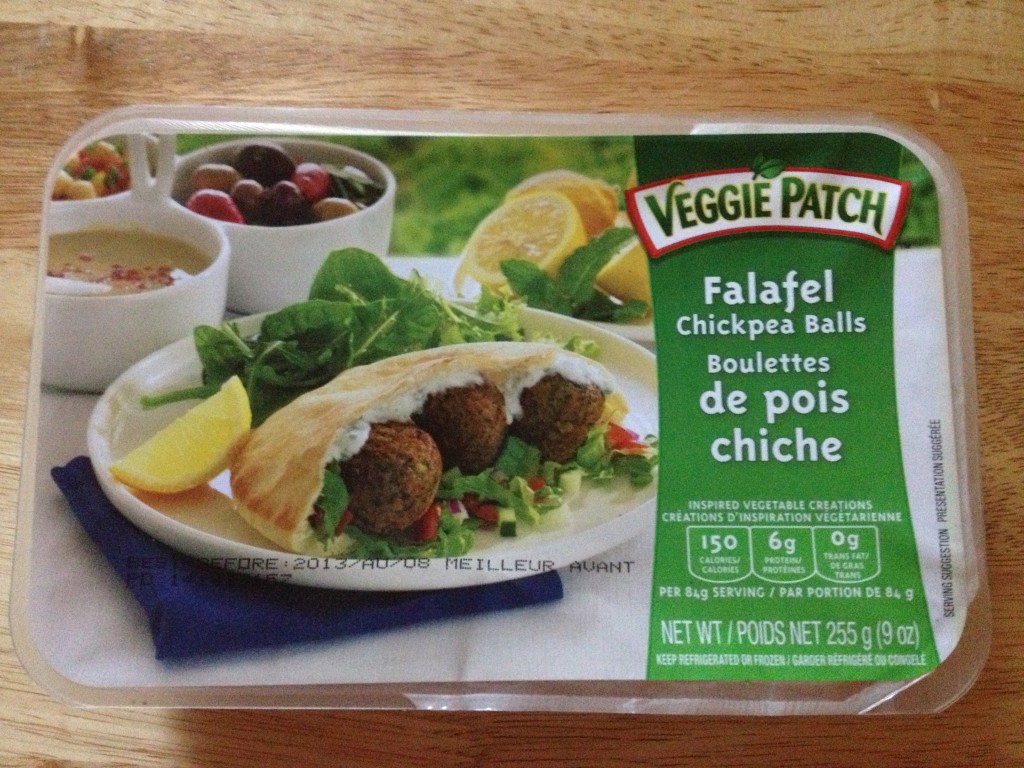 VEGGIE PATCH
Falafel
Chickpea Balls
Boulettes
de pois
chiche
INSPIRED VEGETABLE CREATIONS
CRÉATIONS D'INSPIRATION VÉGÉTARIENNE
150 CALORIES/ CALORIES
6g PROTEIN/ PROTÉINES
0g TRANS FAT/ DE GRAS TRANS
PER 84g SERVING / PAR PORTION DE 84 g
NET WT / POIDS NET 255 g (9 oz)
KEEP REFRIGERATED OR FROZEN / GARDER RÉFRIGÉRÉ OU CONGELÉ
SERVING SUGGESTION PRESENTATION SUGGÉRÉE
BEFORE:2013/AU/08 MEILLEUR AVANT